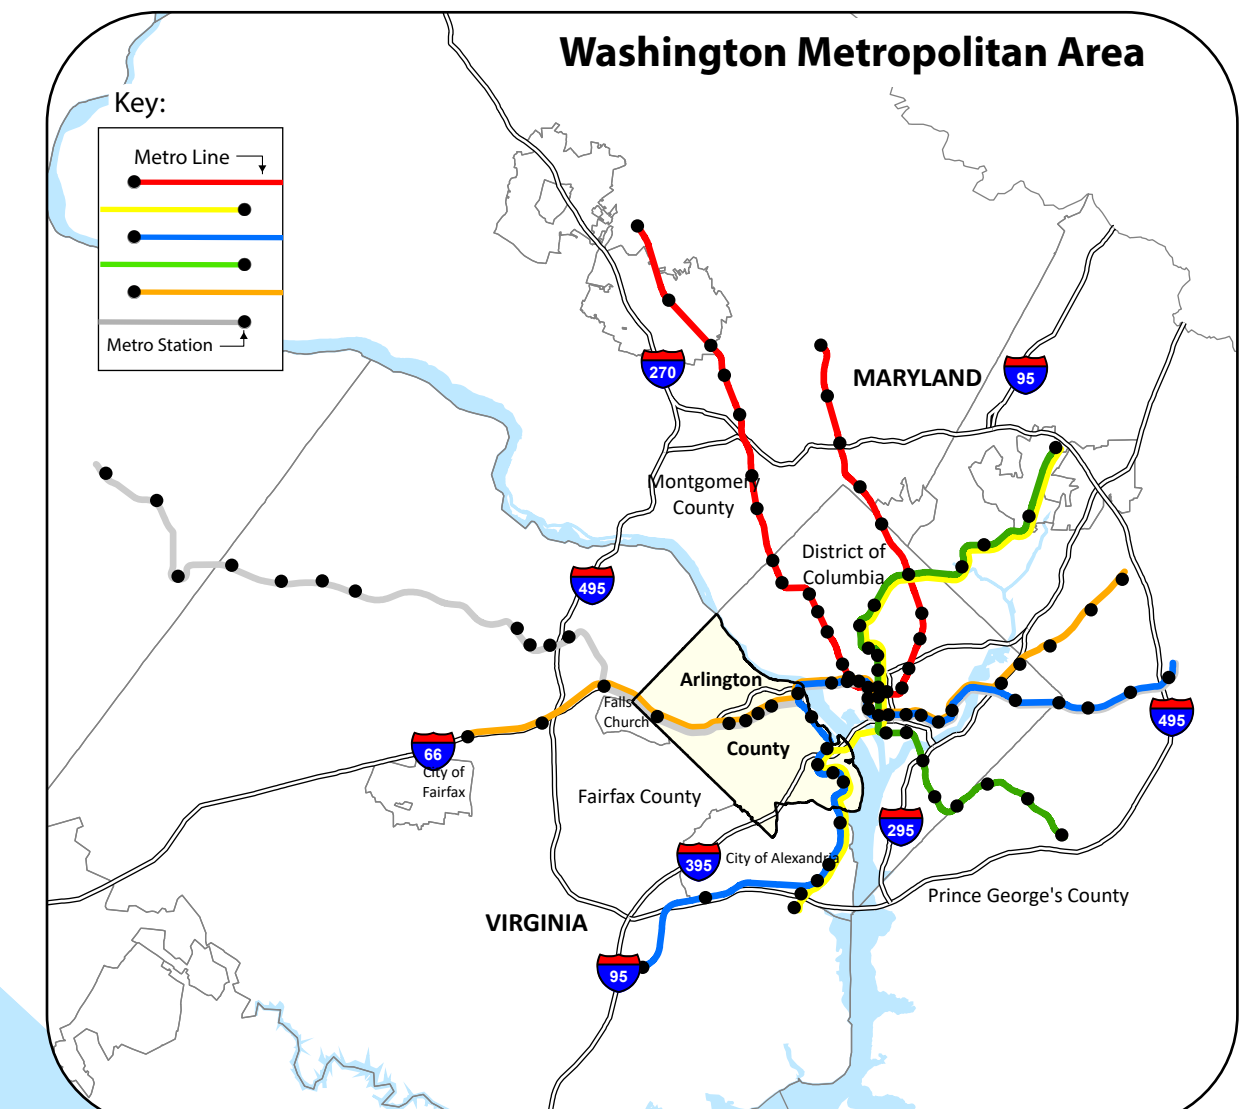 Washington Metropolitan Area
Key:
Metro Line
Metro Station
270
MARYLAND
95
Montgomery
County
District of
Columbia
495
Arlington
Falls
Church
County
495
66
City of
Fairfax
Fairfax County
295
395
City of Alexandria
Prince George's County
VIRGINIA
95